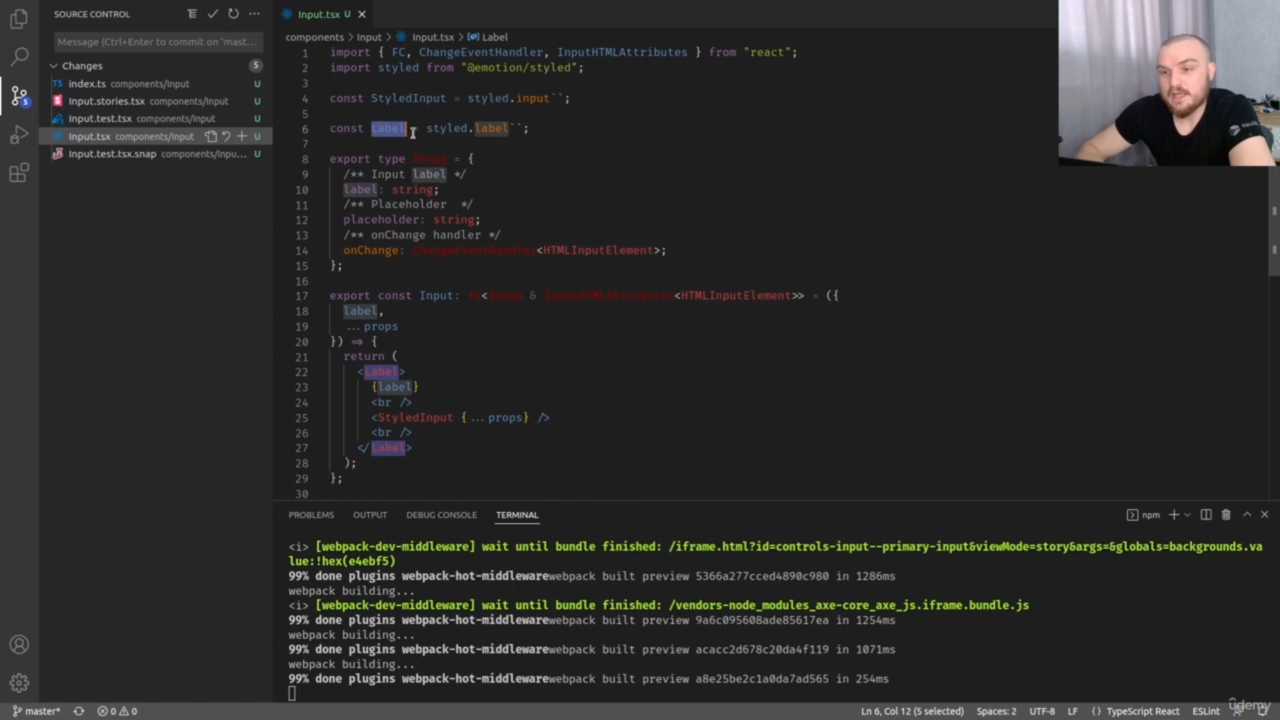 SOURCE CONTROL
Message (Ctrl+Enter to commit on 'mast...
Changes 5
index.ts components/Input U
Input.stories.tsx components/Input U
Input.test.tsx components/Input U
Input.tsx components/Input U
Input.test.tsx.snap components/Inpu... U
Input.tsx U
components > Input > Input.tsx > Label
1 import { FC, ChangeEventHandler, InputHTMLAttributes } from "react";
2 import styled from "@emotion/styled";
3
4 const StyledInput = styled.input``;
5
6 const Label = styled.label``;
7
8 export type Props = {
9 /** Input label */
10 label: string;
11 /** Placeholder */
12 placeholder: string;
13 /** onChange handler */
14 onChange: ChangeEventHandler<HTMLInputElement>;
15 };
16
17 export const Input: FC<Props & InputHTMLAttributes<HTMLInputElement>> = ({
18 label,
19 ...props
20 }) => {
21 return (
22 <Label>
23 {label}
24 <br />
25 <StyledInput {...props} />
26 <br />
27 </Label>
28 );
29 };
30
PROBLEMS OUTPUT DEBUG CONSOLE TERMINAL npm
<i> [webpack-dev-middleware] wait until bundle finished: /iframe.html?id=controls-input--primary-input&viewMode=story&args=&globals=backgrounds.va
lue:!hex(e4ebf5)
99% done plugins webpack-hot-middlewarewebpack built preview 5366a277cced4890c980 in 1286ms
webpack building...
<i> [webpack-dev-middleware] wait until bundle finished: /vendors-node_modules_axe-core_axe_js.iframe.bundle.js
99% done plugins webpack-hot-middlewarewebpack built preview 9a6c095608ade85617ea in 1254ms
webpack building...
99% done plugins webpack-hot-middlewarewebpack built preview acacc2d678c20da4f119 in 1071ms
webpack building...
99% done plugins webpack-hot-middlewarewebpack built preview a8e25be2c1a0da7ad565 in 254ms
master* 0 0 Ln 6, Col 12 (5 selected) Spaces: 2 UTF-8 LF {} TypeScript React ESLint
udemy